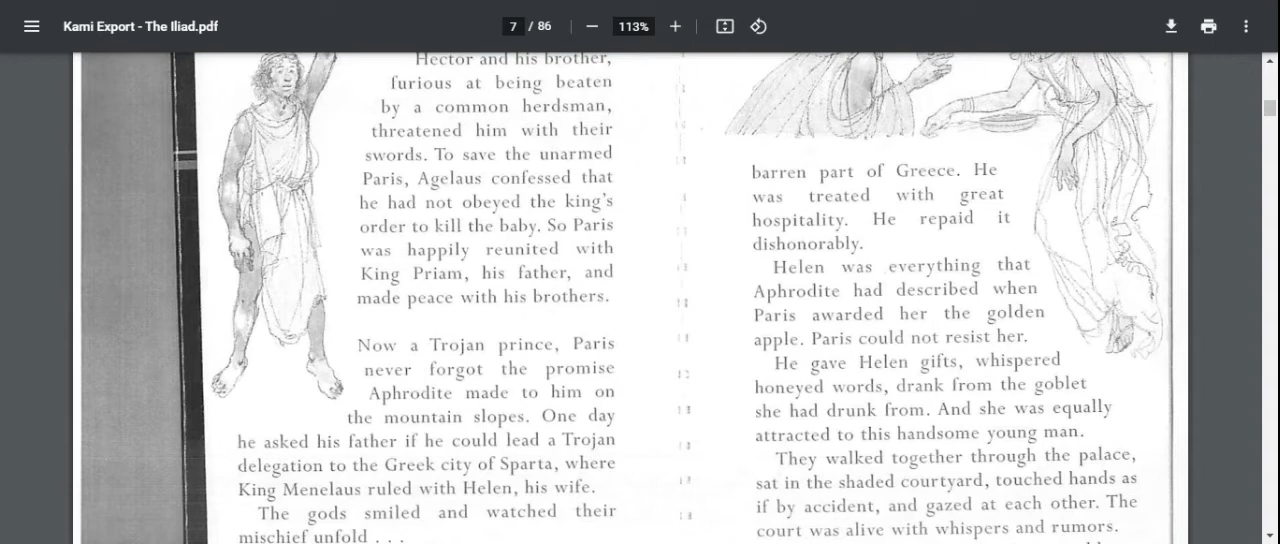 Kami Export - The Iliad.pdf
7 / 86
113%
Hector and his brother,
furious at being beaten
by a common herdsman,
threatened him with their
swords. To save the unarmed
Paris, Agelaus confessed that
he had not obeyed the king's
order to kill the baby. So Paris
was happily reunited with
King Priam, his father, and
made peace with his brothers.
Now a Trojan prince, Paris
never forgot the promise
Aphrodite made to him on
the mountain slopes. One day
he asked his father if he could lead a Trojan
delegation to the Greek city of Sparta, where
King Menelaus ruled with Helen, his wife.
The gods smiled and watched their
mischief unfold . . .
barren part of Greece. He
was treated with great
hospitality. He repaid it
dishonorably.
Helen was everything that
Aphrodite had described when
Paris awarded her the golden
apple. Paris could not resist her.
He gave Helen gifts, whispered
honeyed words, drank from the goblet
she had drunk from. And she was equally
attracted to this handsome young man.
They walked together through the palace,
sat in the shaded courtyard, touched hands as
if by accident, and gazed at each other. The
court was alive with whispers and rumors.